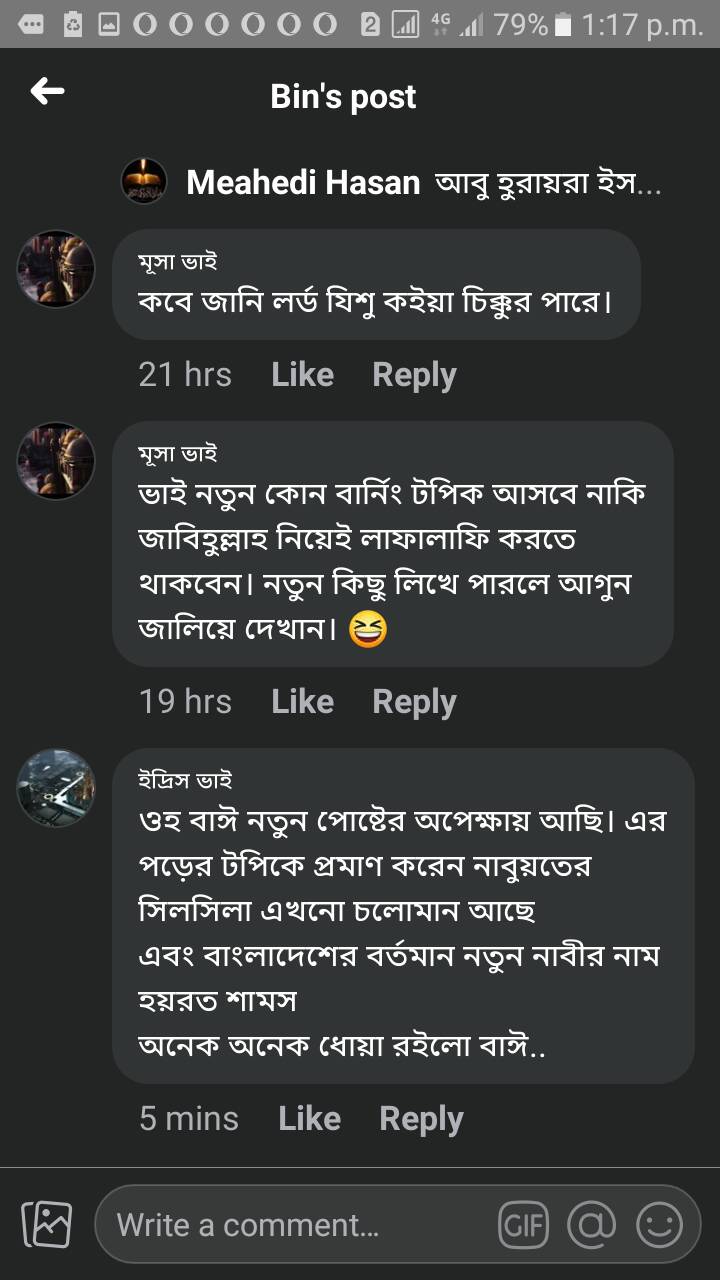 2 4G 79% 1:17 p.m.
Bin's post
Meahedi Hasan আবু হুরায়রা ইস...
মূসা ভাই
কবে জানি লর্ড যিশু কইয়া চিক্কুর পারে।
21 hrs Like Reply
মূসা ভাই
ভাই নতুন কোন বার্নিং টপিক আসবে নাকি
জাবিহুল্লাহ নিয়েই লাফালাফি করতে
থাকবেন। নতুন কিছু লিখে পারলে আগুন
জালিয়ে দেখান। 😆
19 hrs Like Reply
ইদ্রিস ভাই
ওহ বাঈ নতুন পোষ্টের অপেক্ষায় আছি। এর
পড়ের টপিকে প্রমাণ করেন নাবুয়তের
সিলসিলা এখনো চলোমান আছে
এবং বাংলাদেশের বর্তমান নতুন নাবীর নাম
হয়রত শামস
অনেক অনেক ধোয়া রইলো বাঈ..
5 mins Like Reply
Write a comment... GIF @